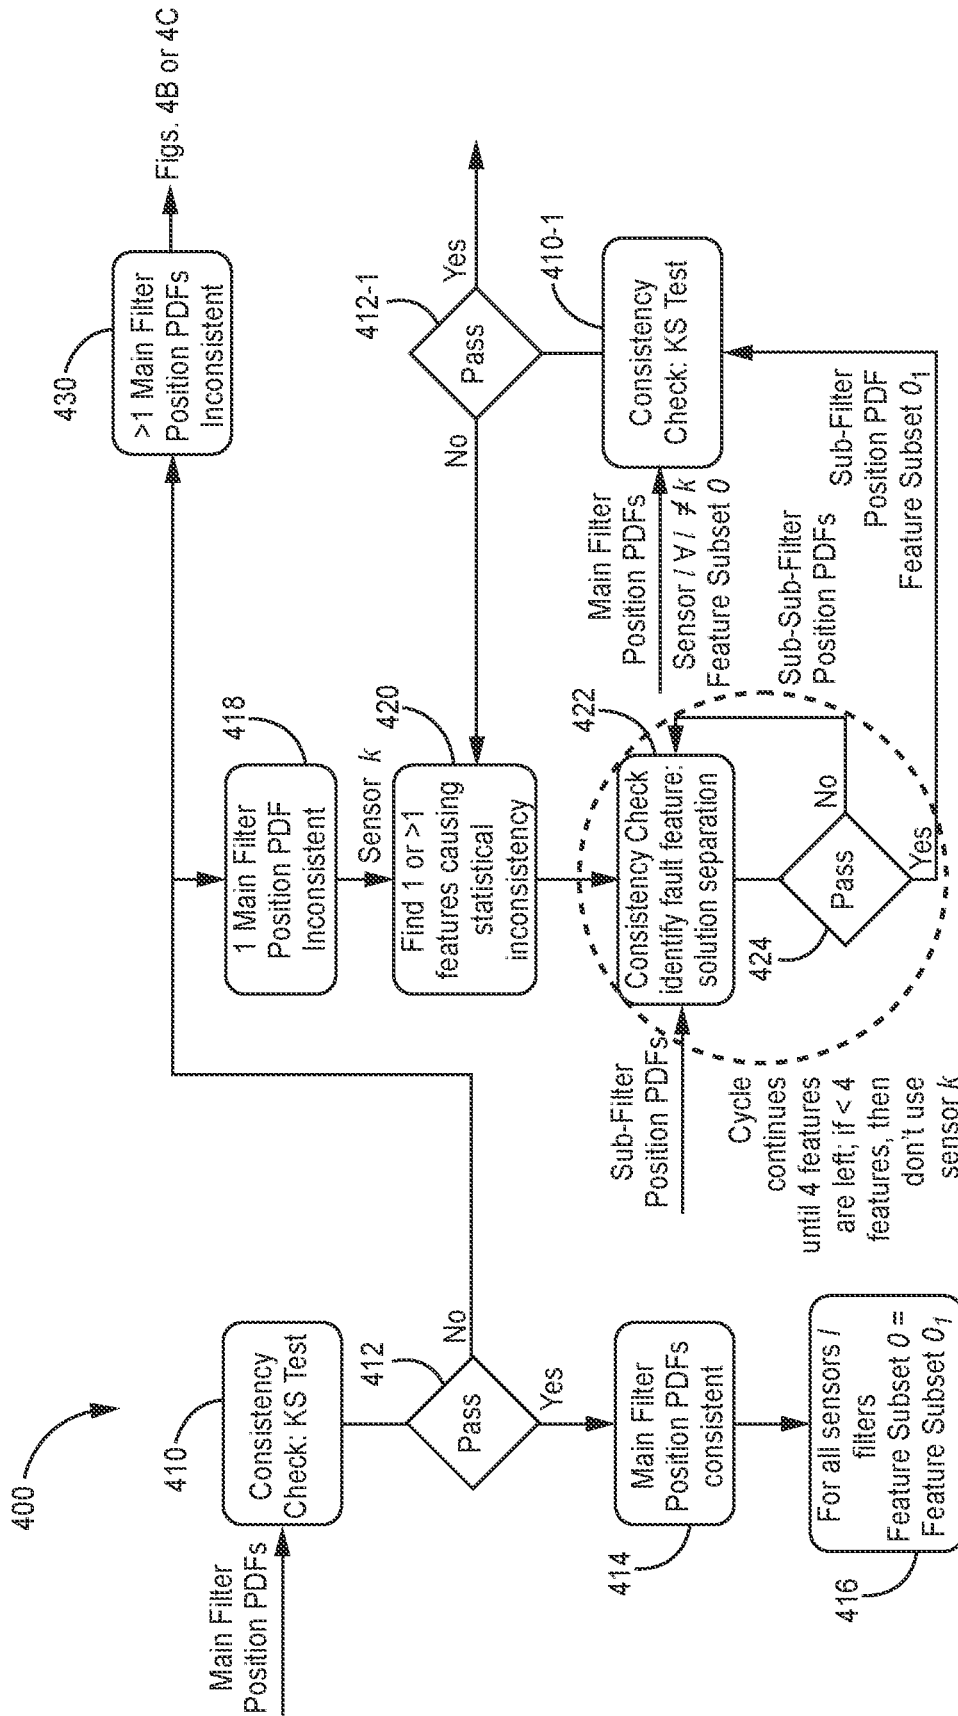 400
Main Filter
Position PDFs
410
Consistency
Check: KS Test
412
Pass
No
Yes
Main Filter
Position PDFs
consistent
414
For all sensors /
filters
Feature Subset 0 =
Feature Subset 0₁
416
>1 Main Filter
Position PDFs
Inconsistent
430
Figs. 4B or 4C
1 Main Filter
Position PDF
Inconsistent
418
Sensor k
Find 1 or >1
features causing
statistical
inconsistency
420
Sub-Filter
Position PDFs
Consistency Check
identify fault feature:
solution separation
422
Pass
424
No
Yes
Sub-Sub-Filter
Position PDFs
Cycle
continues
until 4 features
are left; if < 4
features, then
don't use
sensor k
Sub-Filter
Position PDF
Feature Subset 0₁
Main Filter
Position PDFs
Sensor l ∀ l ≠ k
Feature Subset 0
Consistency
Check: KS Test
410-1
Pass
412-1
No
Yes